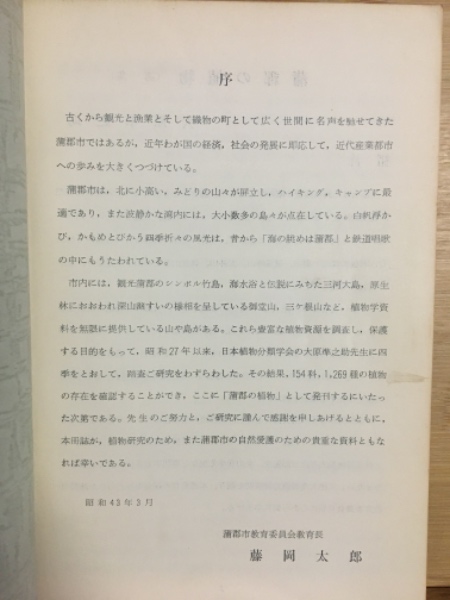 序
古くから観光と漁業とそして織物の町として広く世間に名声を馳せてきた
蒲郡市ではあるが、近年わが国の経済、社会の発展に即応して、近代産業都市
への歩みを大きくつづけている。
蒲郡市は、北に小高い、みどりの山々が屏立し、ハイキング、キャンプに最
適であり、また波静かな湾内には、大小数多の島々が点在している。白帆浮か
び、かもめとびかう四季折々の風光は、昔から「海の眺めは蒲郡」と鉄道唱歌
の中にもうたわれている。
市内には、観光蒲郡のシンボル竹島、海水浴と伝説にみちた三河大島、原生
林におおわれ深山幽すいの極相を呈している御堂山、三ケ根山など、植物学資
料を無限に提供している山や島がある。これら豊富な植物資源を調査し、保護
する目的をもって、昭和27年以来、日本植物分類学会の大原準之助先生に四
季をとおして、踏査ご研究をわずらわした。その結果、154科、1,269種の植物
の存在を確認することができ、ここに「蒲郡の植物」として発刊するにいたっ
た次第である。先生のご努力と、ご研究に謹んで感謝を申しあげるとともに、
本冊誌が、植物研究のため、また蒲郡市の自然愛護のための貴重な資料ともな
れば幸いである。
昭和43年3月
蒲郡市教育委員会教育長
藤岡太郎